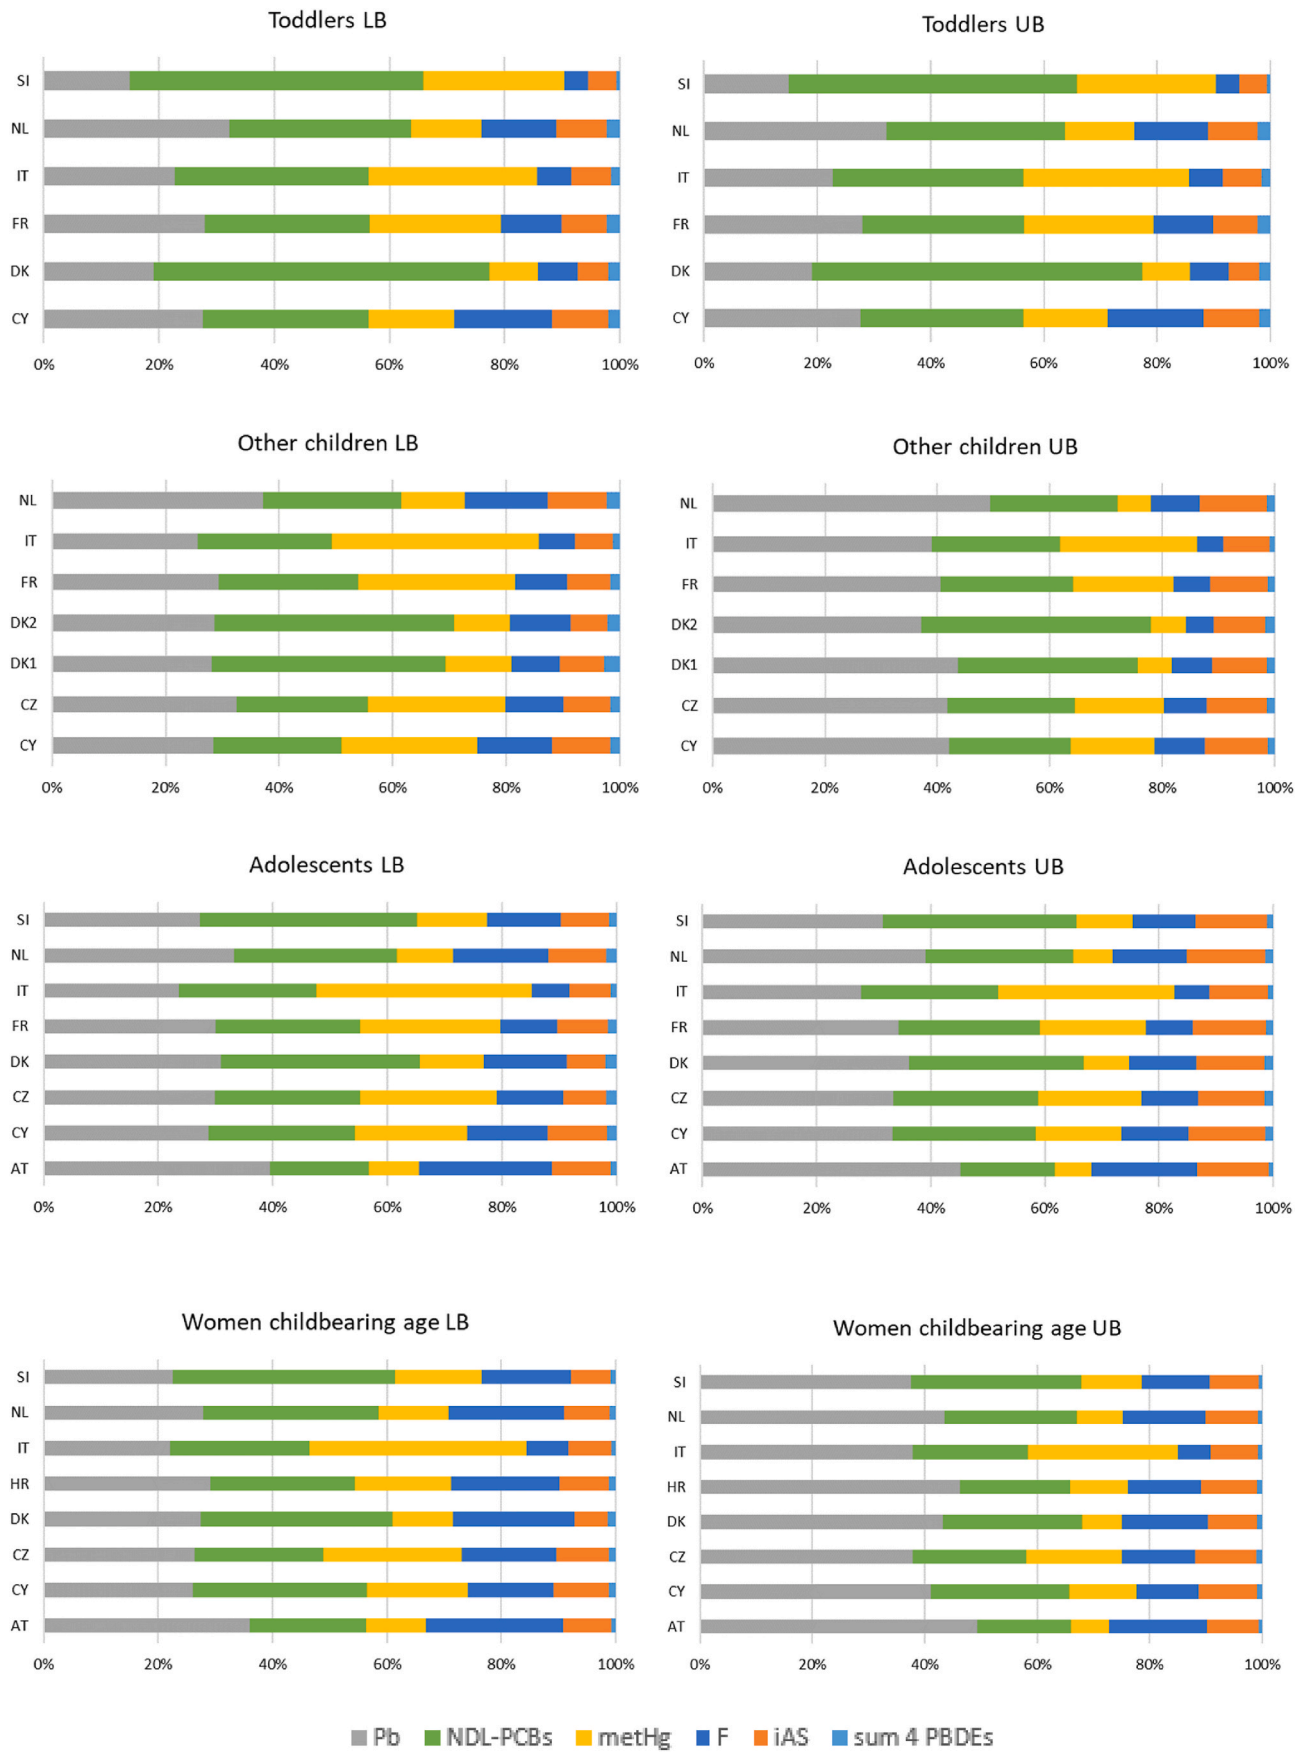 Toddlers LB
SI
NL
IT
FR
DK
CY
0% 20% 40% 60% 80% 100%
Toddlers UB
SI
NL
IT
FR
DK
CY
0% 20% 40% 60% 80% 100%
Other children LB
NL
IT
FR
DK2
DK1
CZ
CY
0% 20% 40% 60% 80% 100%
Other children UB
NL
IT
FR
DK2
DK1
CZ
CY
0% 20% 40% 60% 80% 100%
Adolescents LB
SI
NL
IT
FR
DK
CZ
CY
AT
0% 20% 40% 60% 80% 100%
Adolescents UB
SI
NL
IT
FR
DK
CZ
CY
AT
0% 20% 40% 60% 80% 100%
Women childbearing age LB
SI
NL
IT
HR
DK
CZ
CY
AT
0% 20% 40% 60% 80% 100%
Women childbearing age UB
SI
NL
IT
HR
DK
CZ
CY
AT
0% 20% 40% 60% 80% 100%
Pb NDL-PCBs metHg F iAS sum 4 PBDEs